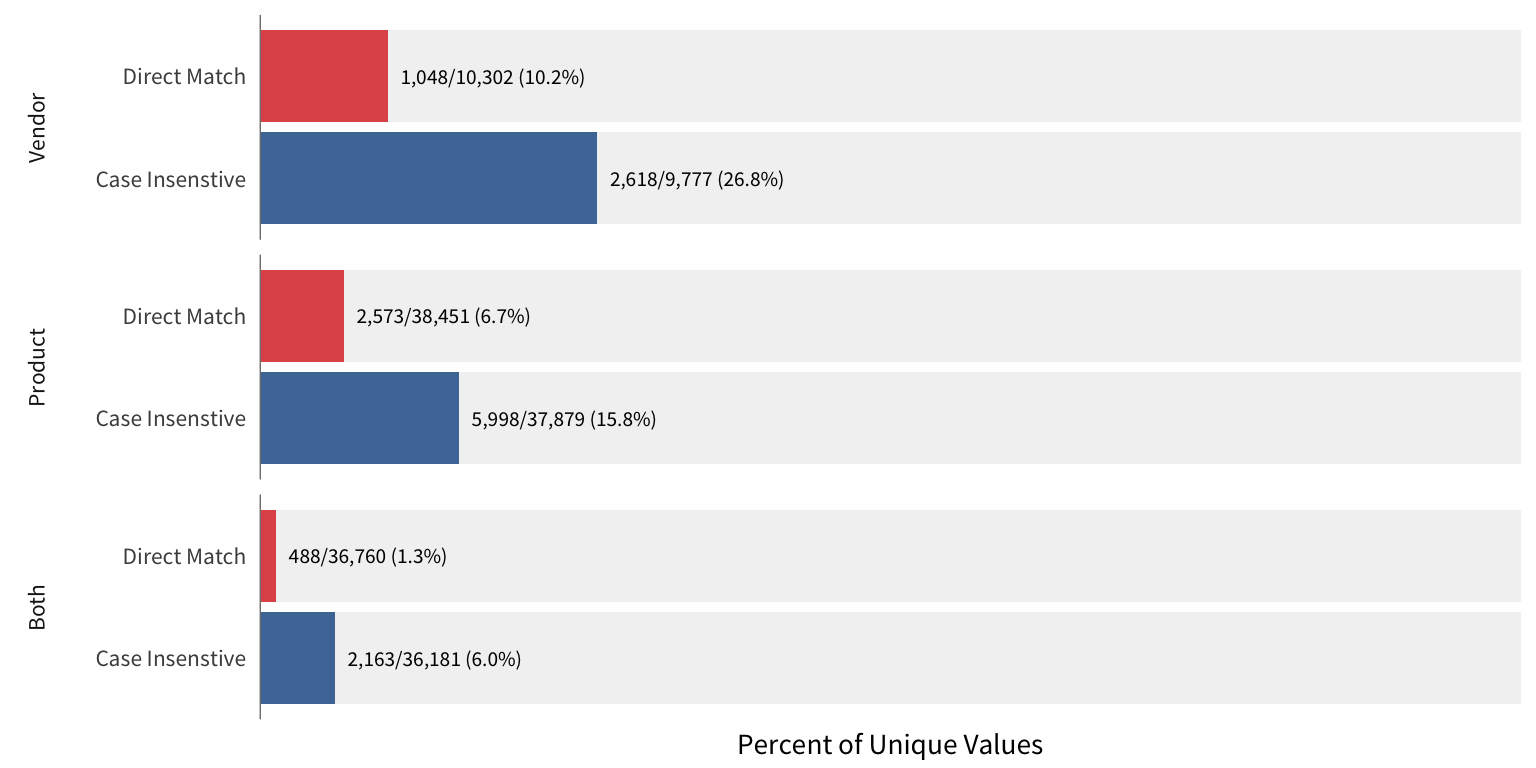 Vendor
Direct Match
1,048/10,302 (10.2%)
Case Insenstive
2,618/9,777 (26.8%)
Product
Direct Match
2,573/38,451 (6.7%)
Case Insenstive
5,998/37,879 (15.8%)
Both
Direct Match
488/36,760 (1.3%)
Case Insenstive
2,163/36,181 (6.0%)
Percent of Unique Values